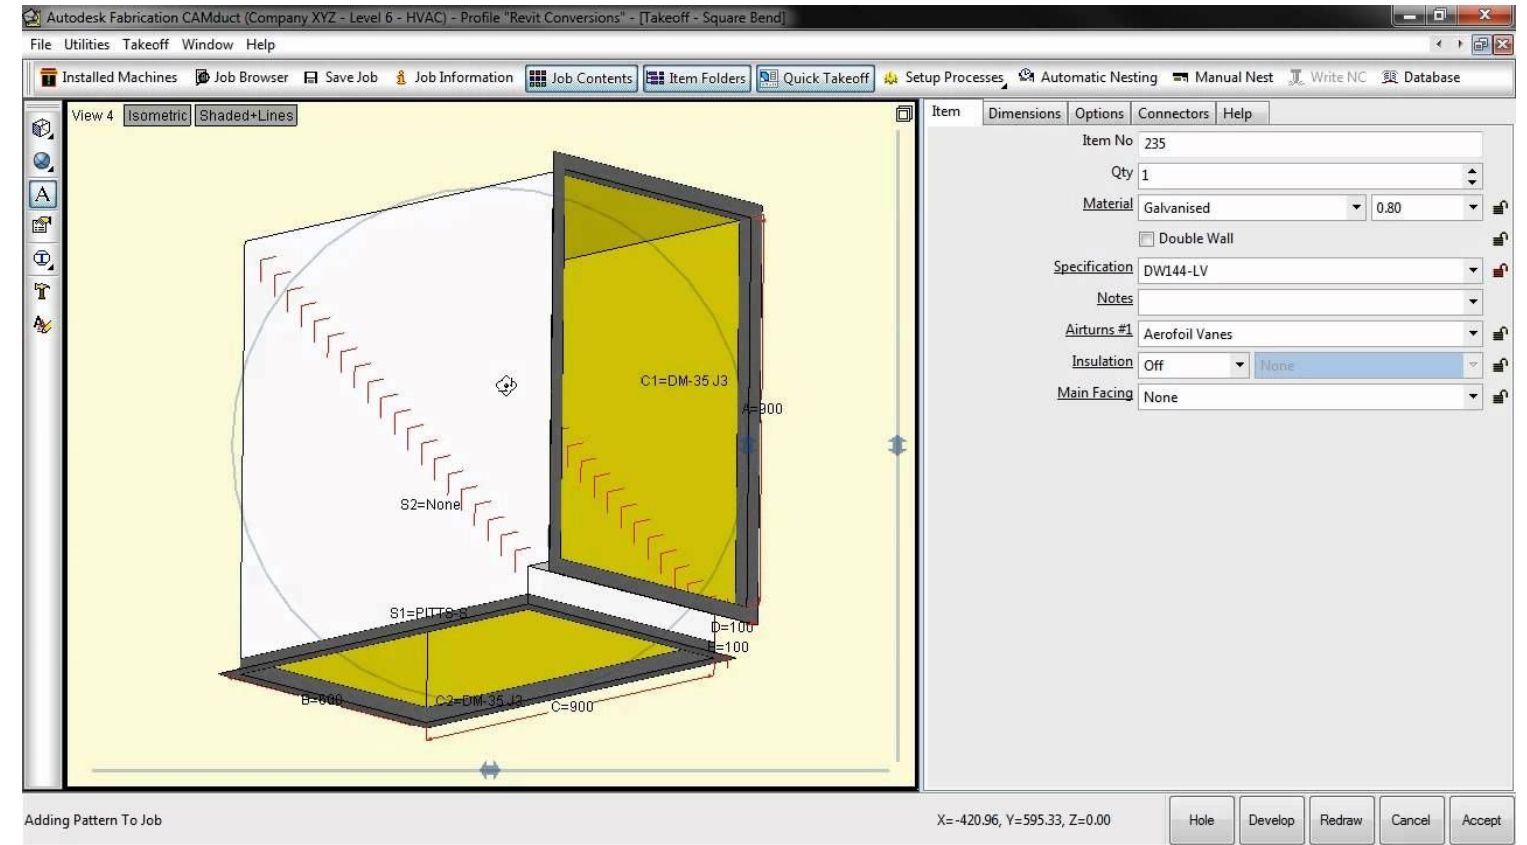 Autodesk Fabrication CAMduct (Company XYZ - Level 6 - HVAC) - Profile "Revit Conversions" - [Takeoff - Square Bend]
File Utilities Takeoff Window Help
Installed Machines Job Browser Save Job Job Information Job Contents Item Folders Quick Takeoff Setup Processes Automatic Nesting Manual Nest Write NC Database
View 4 Isometric Shaded+Lines
A
C1=DM-35 J3
A=900
S2=None
S1=PITTS-S
D=100
E=100
B=600
C2=DM-35 J3
C=900
Item Dimensions Options Connectors Help
Item No 235
Qty 1
Material Galvanised 0.80
Double Wall
Specification DW144-LV
Notes
Airturns #1 Aerofoil Vanes
Insulation Off None
Main Facing None
Adding Pattern To Job X=-420.96, Y=595.33, Z=0.00 Hole Develop Redraw Cancel Accept